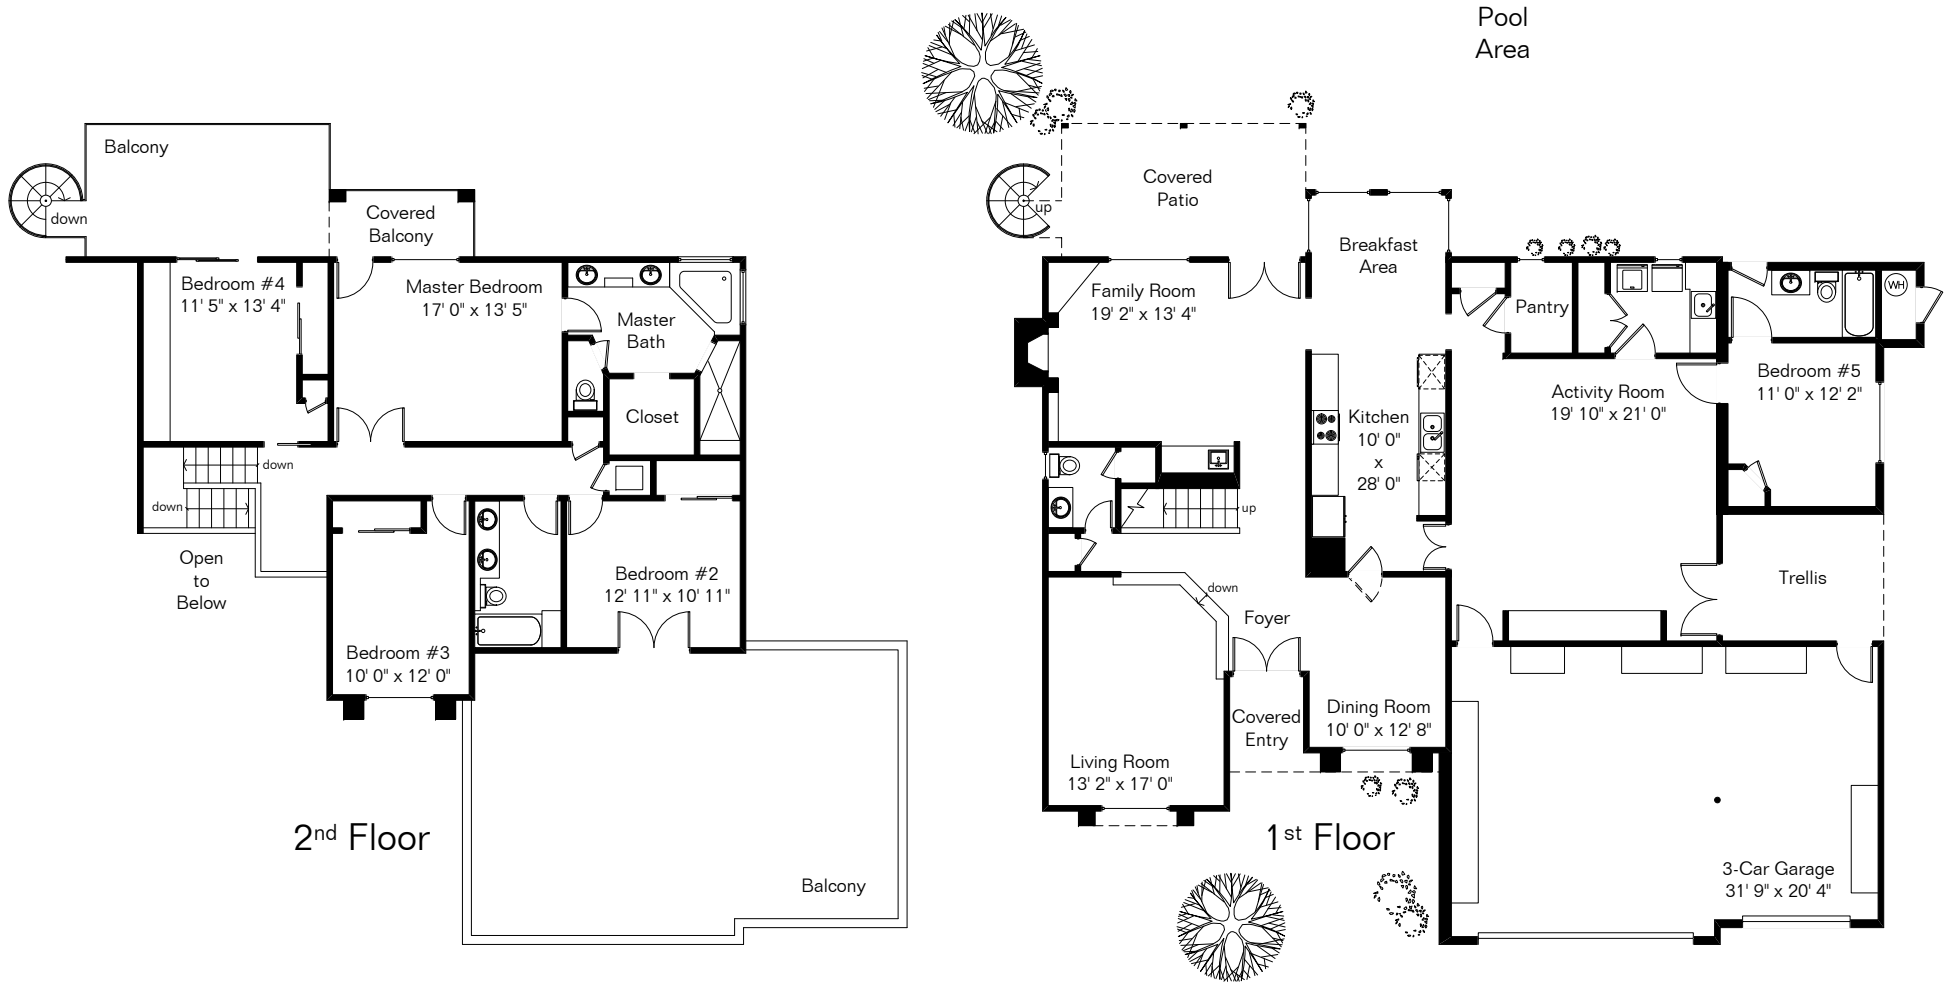 Pool
Area
Balcony
down
Covered
Balcony
Bedroom #4
11' 5" x 13' 4"
Master Bedroom
17' 0" x 13' 5"
Master
Bath
Closet
down
down
Open
to
Below
Bedroom #2
12' 11" x 10' 11"
Bedroom #3
10' 0" x 12' 0"
2nd Floor
Balcony
Covered
Patio
up
Breakfast
Area
Family Room
19' 2" x 13' 4"
Pantry
WH
Bedroom #5
11' 0" x 12' 2"
Activity Room
19' 10" x 21' 0"
Kitchen
10' 0"
x
28' 0"
up
Trellis
down
Foyer
Covered
Entry
Dining Room
10' 0" x 12' 8"
Living Room
13' 2" x 17' 0"
1st Floor
3-Car Garage
31' 9" x 20' 4"